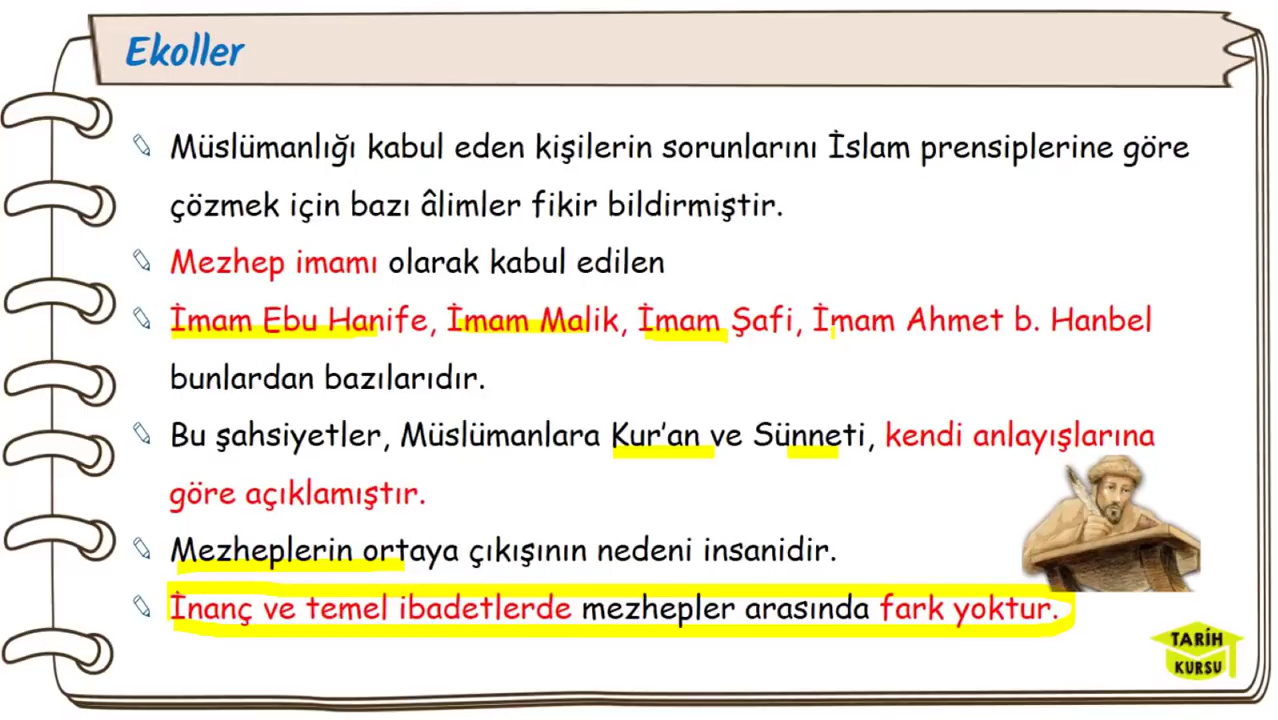 Ekoller
Müslümanlığı kabul eden kişilerin sorunlarını İslam prensiplerine göre
çözmek için bazı âlimler fikir bildirmiştir.
Mezhep imamı olarak kabul edilen
İmam Ebu Hanife, İmam Malik, İmam Şafi, İmam Ahmet b. Hanbel
bunlardan bazılarıdır.
Bu şahsiyetler, Müslümanlara Kur’an ve Sünneti, kendi anlayışlarına
göre açıklamıştır.
Mezheplerin ortaya çıkışının nedeni insanidir.
İnanç ve temel ibadetlerde mezhepler arasında fark yoktur.
TARİH
KURSU